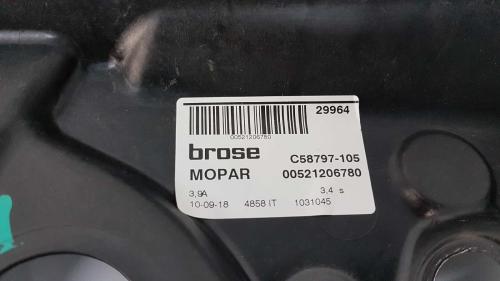 29964
00521206780
brose C58797-105
MOPAR 00521206780
3,9A 3,4 s
10-09-18 4858 IT 1031045